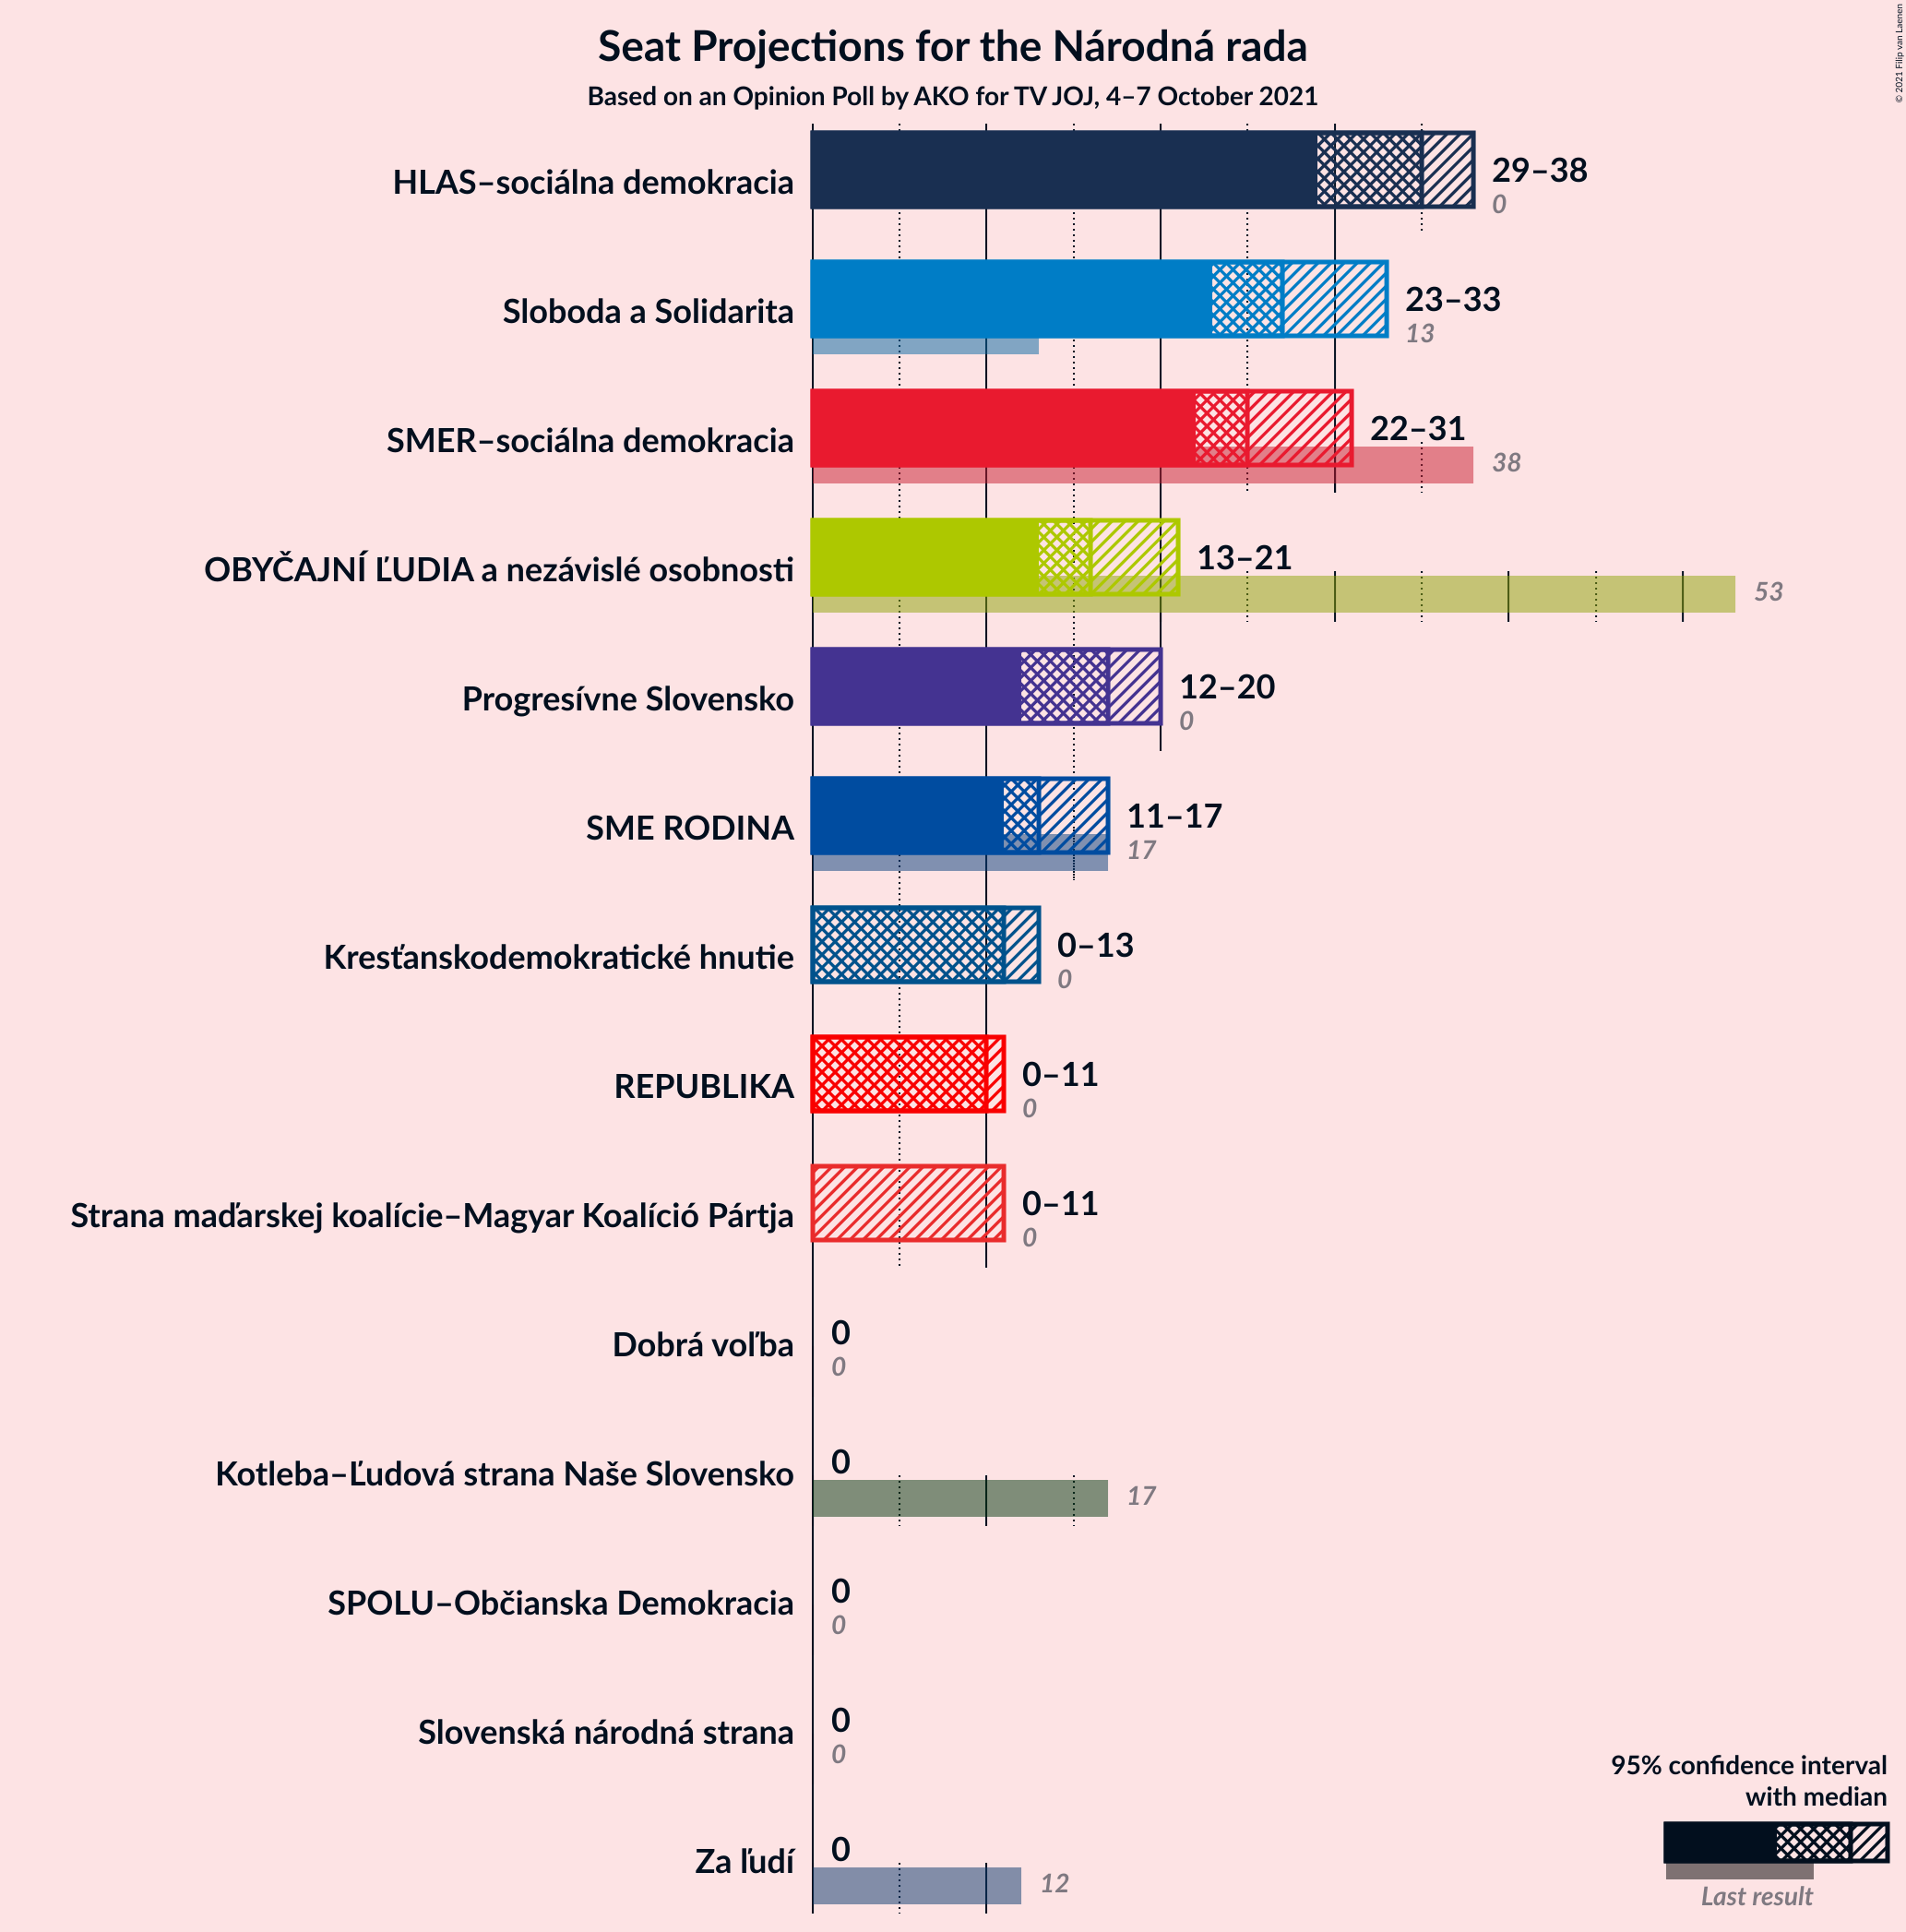 Seat Projections for the Národná rada
Based on an Opinion Poll by AKO for TV JOJ, 4–7 October 2021
© 2021 Filip van Laenen
HLAS–sociálna demokracia
29–38
0
Sloboda a Solidarita
23–33
13
SMER–sociálna demokracia
22–31
38
OBYČAJNÍ ĽUDIA a nezávislé osobnosti
13–21
53
Progresívne Slovensko
12–20
0
SME RODINA
11–17
17
Kresťanskodemokratické hnutie
0–13
0
REPUBLIKA
0–11
0
Strana maďarskej koalície–Magyar Koalíció Pártja
0–11
0
Dobrá voľba
0
0
Kotleba–Ľudová strana Naše Slovensko
0
17
SPOLU–Občianska Demokracia
0
0
Slovenská národná strana
0
0
Za ľudí
0
12
95% confidence interval
with median
Last result